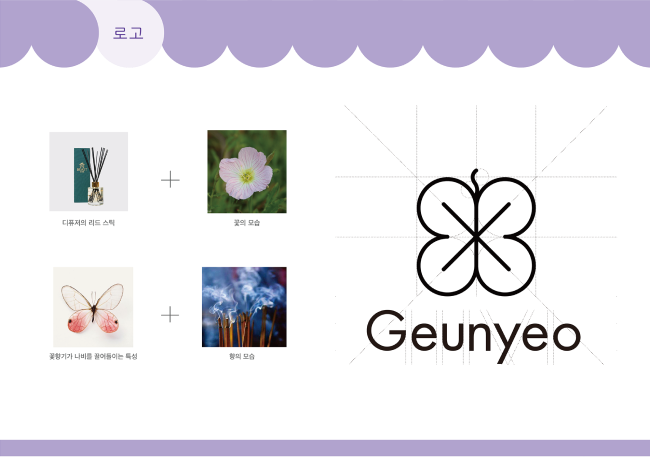 로고
디퓨저의 리드 스틱
꽃의 모습
꽃향기가 나비를 끌어들이는 특성
향의 모습
Geunyeo